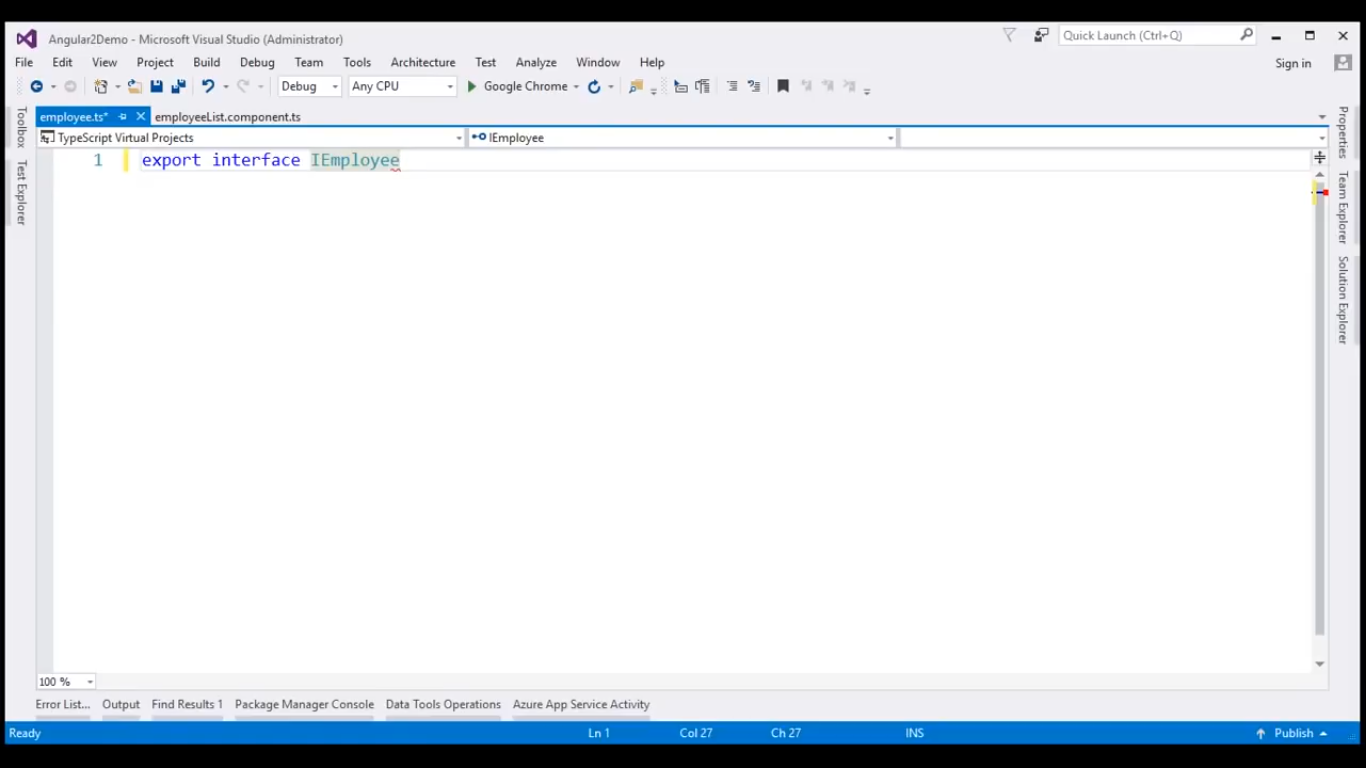 Angular2Demo - Microsoft Visual Studio (Administrator)
Quick Launch (Ctrl+Q)
File Edit View Project Build Debug Team Tools Architecture Test Analyze Window Help
Sign in
Debug Any CPU Google Chrome
employee.ts* employeeList.component.ts
TypeScript Virtual Projects IEmployee
1 export interface IEmployee
Toolbox
Test Explorer
Properties
Team Explorer
Solution Explorer
100 %
Error List... Output Find Results 1 Package Manager Console Data Tools Operations Azure App Service Activity
Ready Ln 1 Col 27 Ch 27 INS Publish